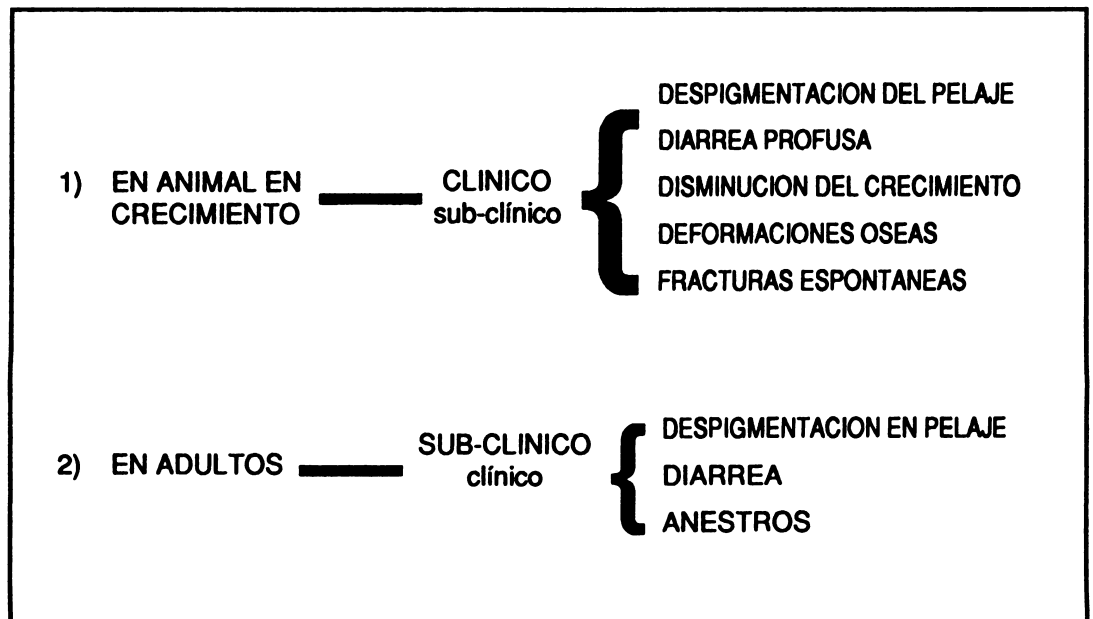 1) EN ANIMAL EN
CRECIMIENTO
CLINICO
sub-clínico
DESPIGMENTACION DEL PELAJE
DIARREA PROFUSA
DISMINUCION DEL CRECIMIENTO
DEFORMACIONES OSEAS
FRACTURAS ESPONTANEAS
2) EN ADULTOS
SUB-CLINICO
clínico
DESPIGMENTACION EN PELAJE
DIARREA
ANESTROS